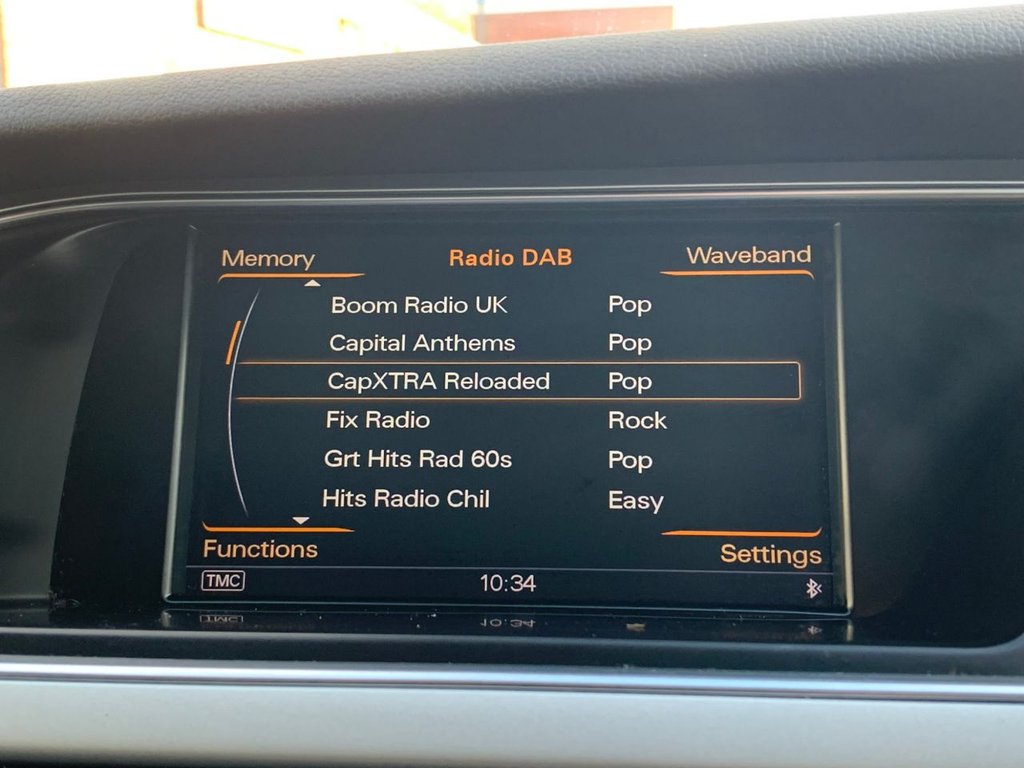 Memory Radio DAB Waveband
Boom Radio UK Pop
Capital Anthems Pop
CapXTRA Reloaded Pop
Fix Radio Rock
Grt Hits Rad 60s Pop
Hits Radio Chil Easy
Functions Settings
TMC 10:34